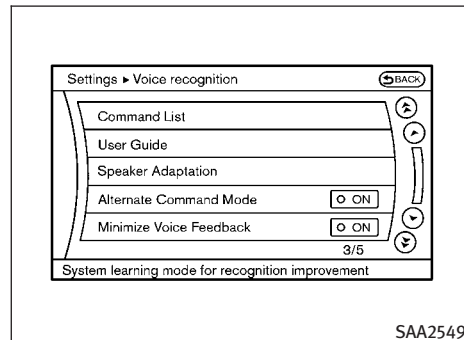 Settings ▸ Voice recognition BACK
Command List
User Guide
Speaker Adaptation
Alternate Command Mode ON
Minimize Voice Feedback ON
3/5
System learning mode for recognition improvement
SAA2549